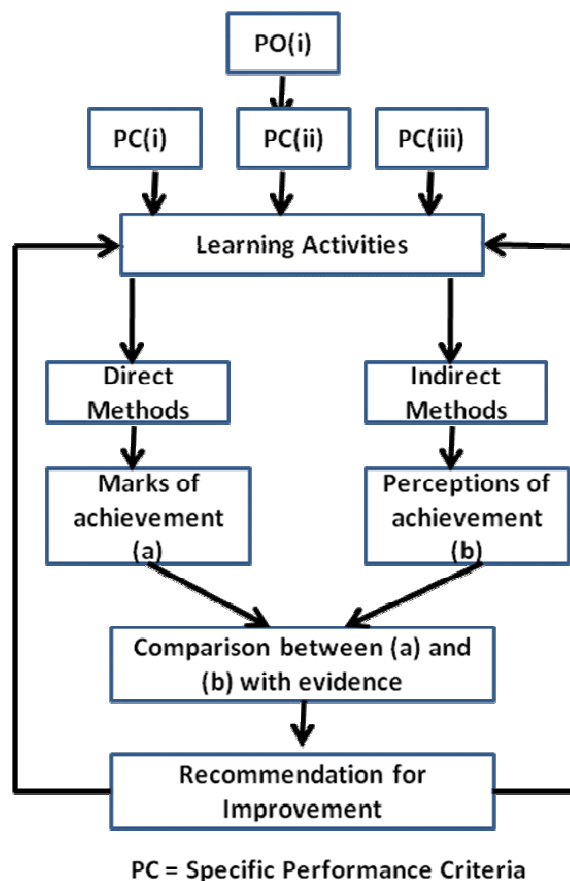 PO(i)
PC(i)
PC(ii)
PC(iii)
Learning Activities
Direct
Methods
Indirect
Methods
Marks of
achievement
(a)
Perceptions of
achievement
(b)
Comparison between (a) and
(b) with evidence
Recommendation for
Improvement
PC = Specific Performance Criteria